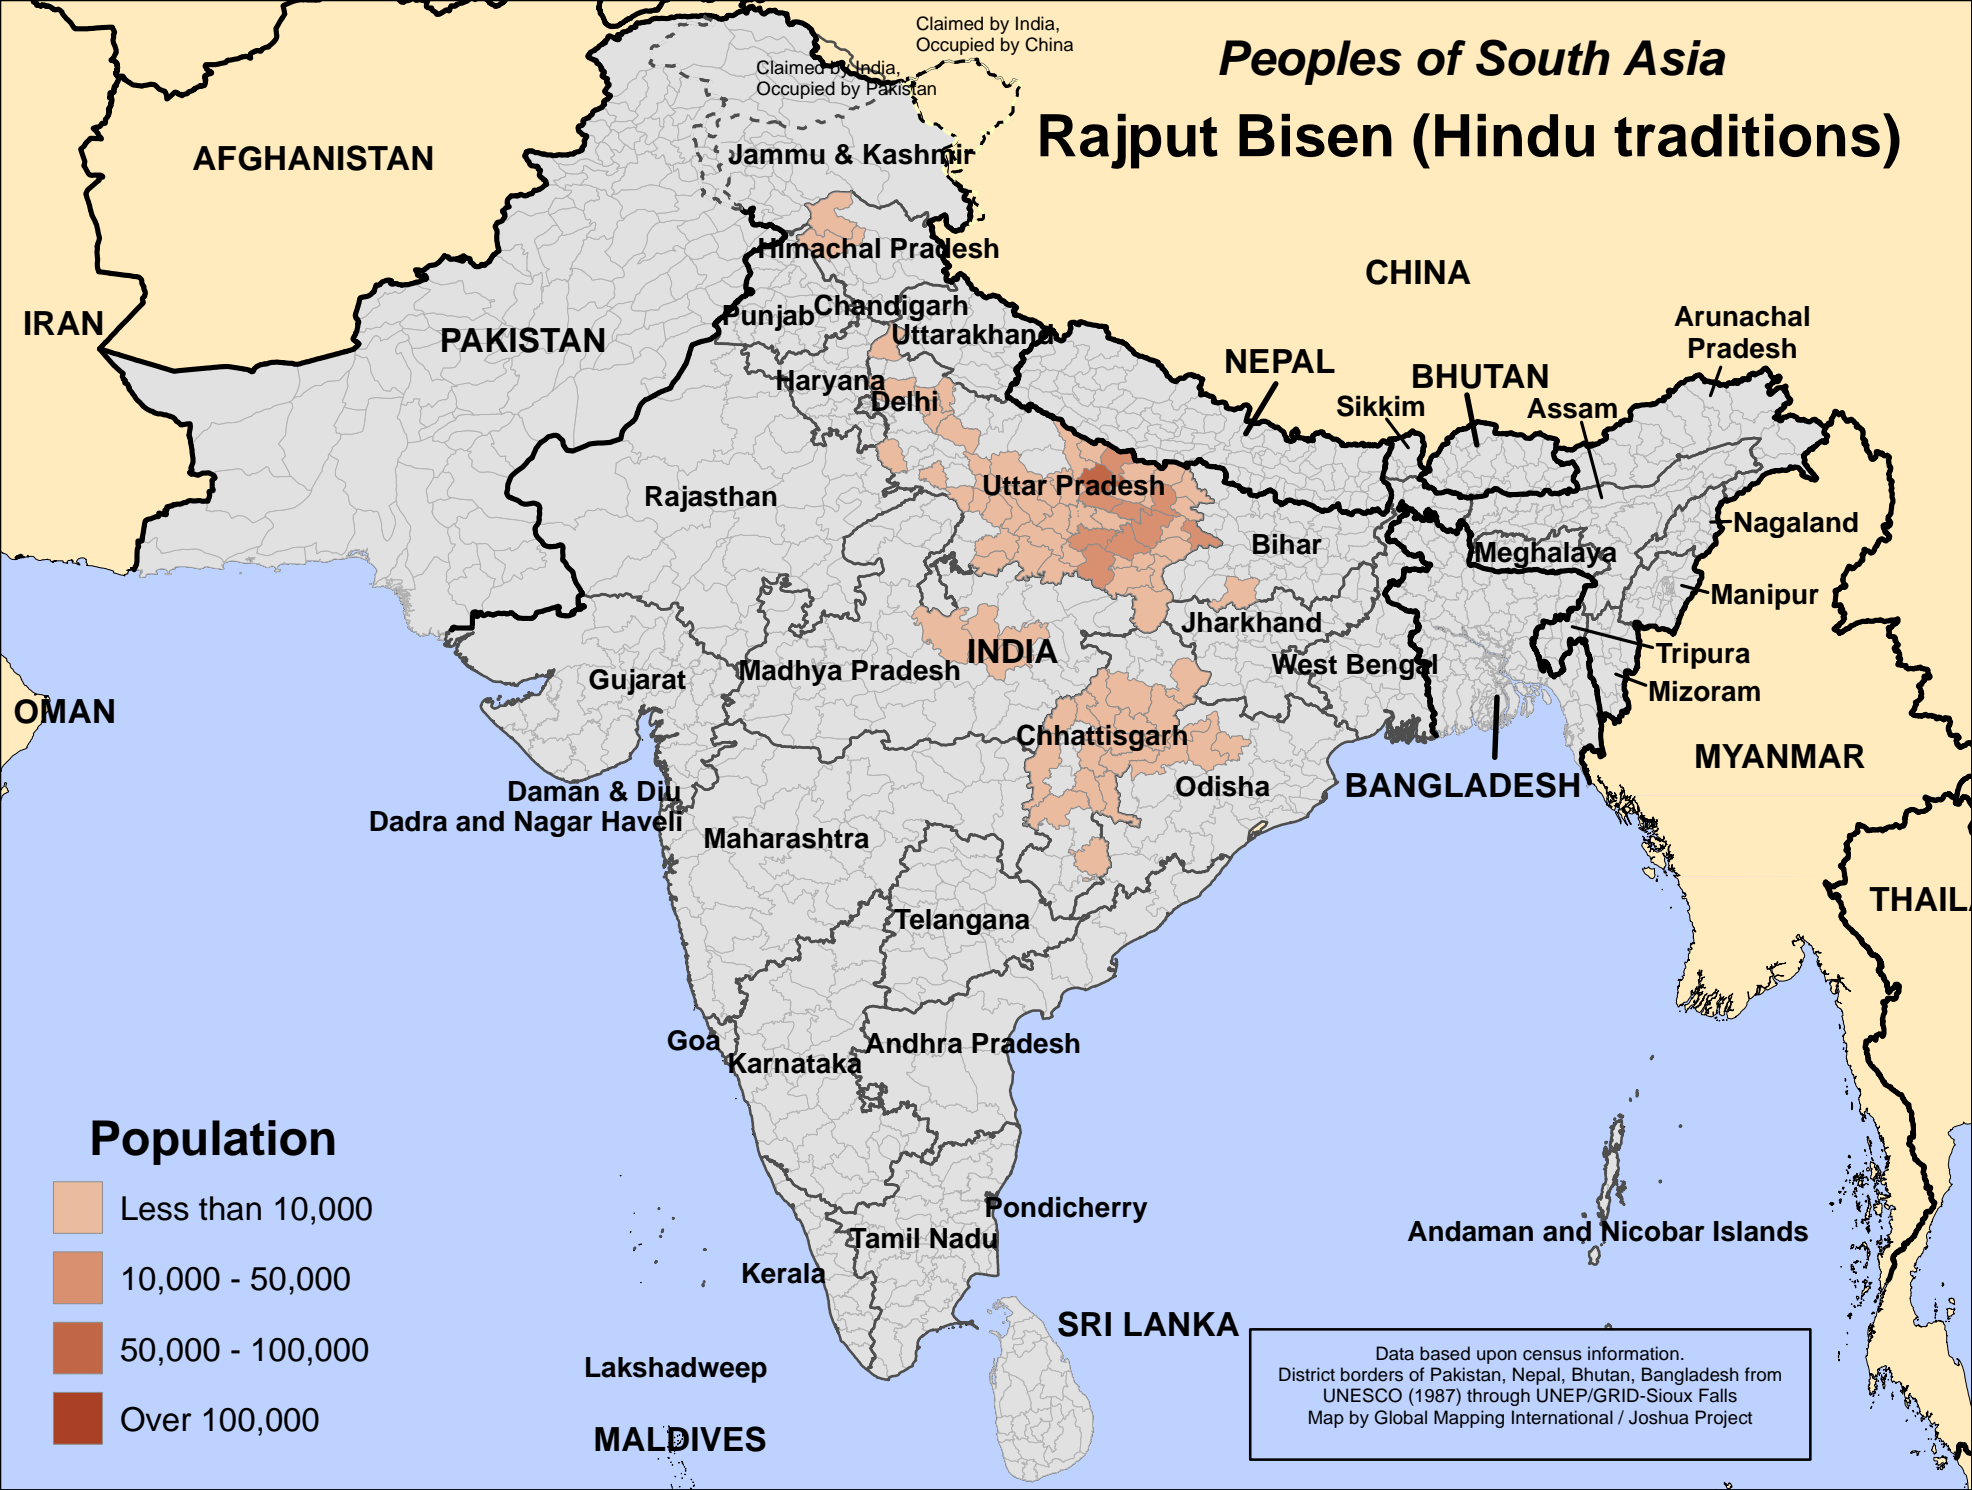 Claimed by India,
Occupied by China
Peoples of South Asia
Claimed by India,
Occupied by Pakistan
Rajput Bisen (Hindu traditions)
AFGHANISTAN
Jammu & Kashmir
Himachal Pradesh
CHINA
IRAN
PAKISTAN
Punjab
Chandigarh
Uttarakhand
Arunachal
Pradesh
NEPAL
BHUTAN
Haryana
Delhi
Sikkim
Assam
Rajasthan
Uttar Pradesh
Bihar
Nagaland
Meghalaya
Manipur
Jharkhand
INDIA
Tripura
Madhya Pradesh
West Bengal
Gujarat
Mizoram
OMAN
Chhattisgarh
MYANMAR
Odisha
BANGLADESH
Daman & Diu
Dadra and Nagar Haveli
Maharashtra
THAILA
Telangana
Goa
Andhra Pradesh
Karnataka
Pondicherry
Tamil Nadu
Andaman and Nicobar Islands
Kerala
SRI LANKA
Lakshadweep
MALDIVES
Population
Less than 10,000
10,000 - 50,000
50,000 - 100,000
Over 100,000
Data based upon census information.
District borders of Pakistan, Nepal, Bhutan, Bangladesh from
UNESCO (1987) through UNEP/GRID-Sioux Falls
Map by Global Mapping International / Joshua Project